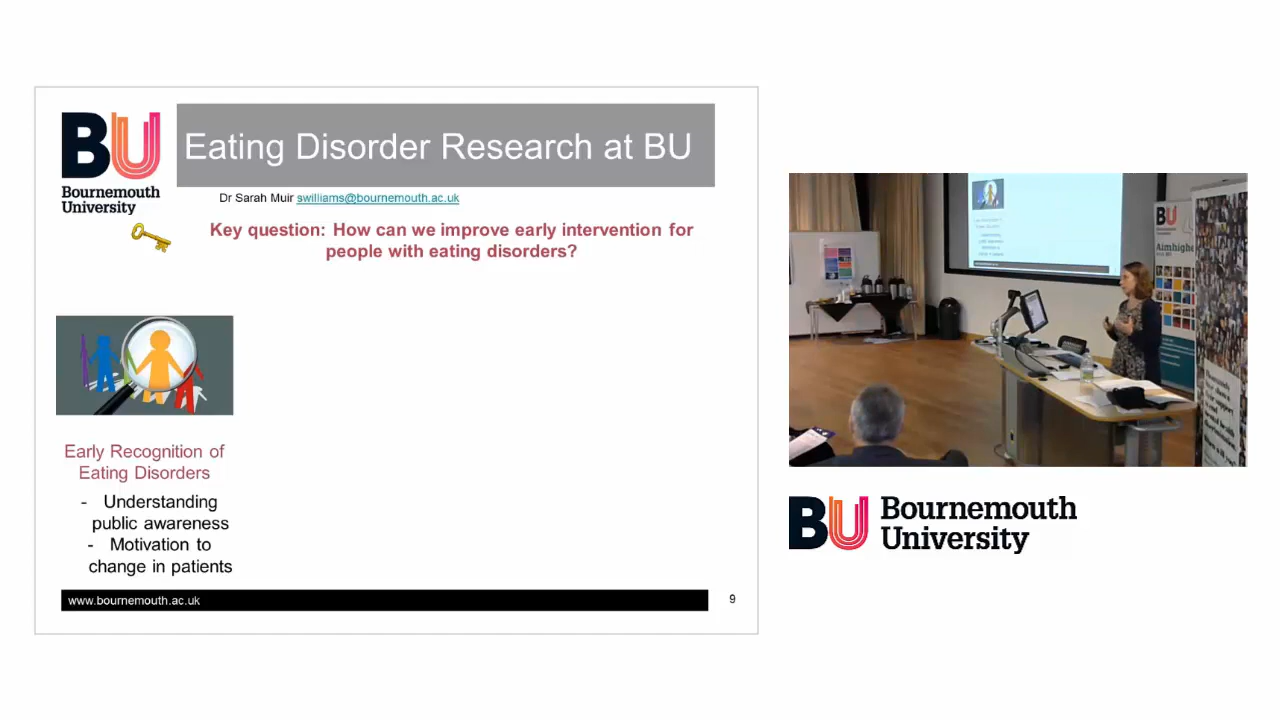 BU
Bournemouth
University
Eating Disorder Research at BU
Dr Sarah Muir swilliams@bournemouth.ac.uk
Key question: How can we improve early intervention for
people with eating disorders?
Early Recognition of
Eating Disorders
- Understanding
public awareness
- Motivation to
change in patients
www.bournemouth.ac.uk
9
BU
Aimhigher
BU
Bournemouth
University